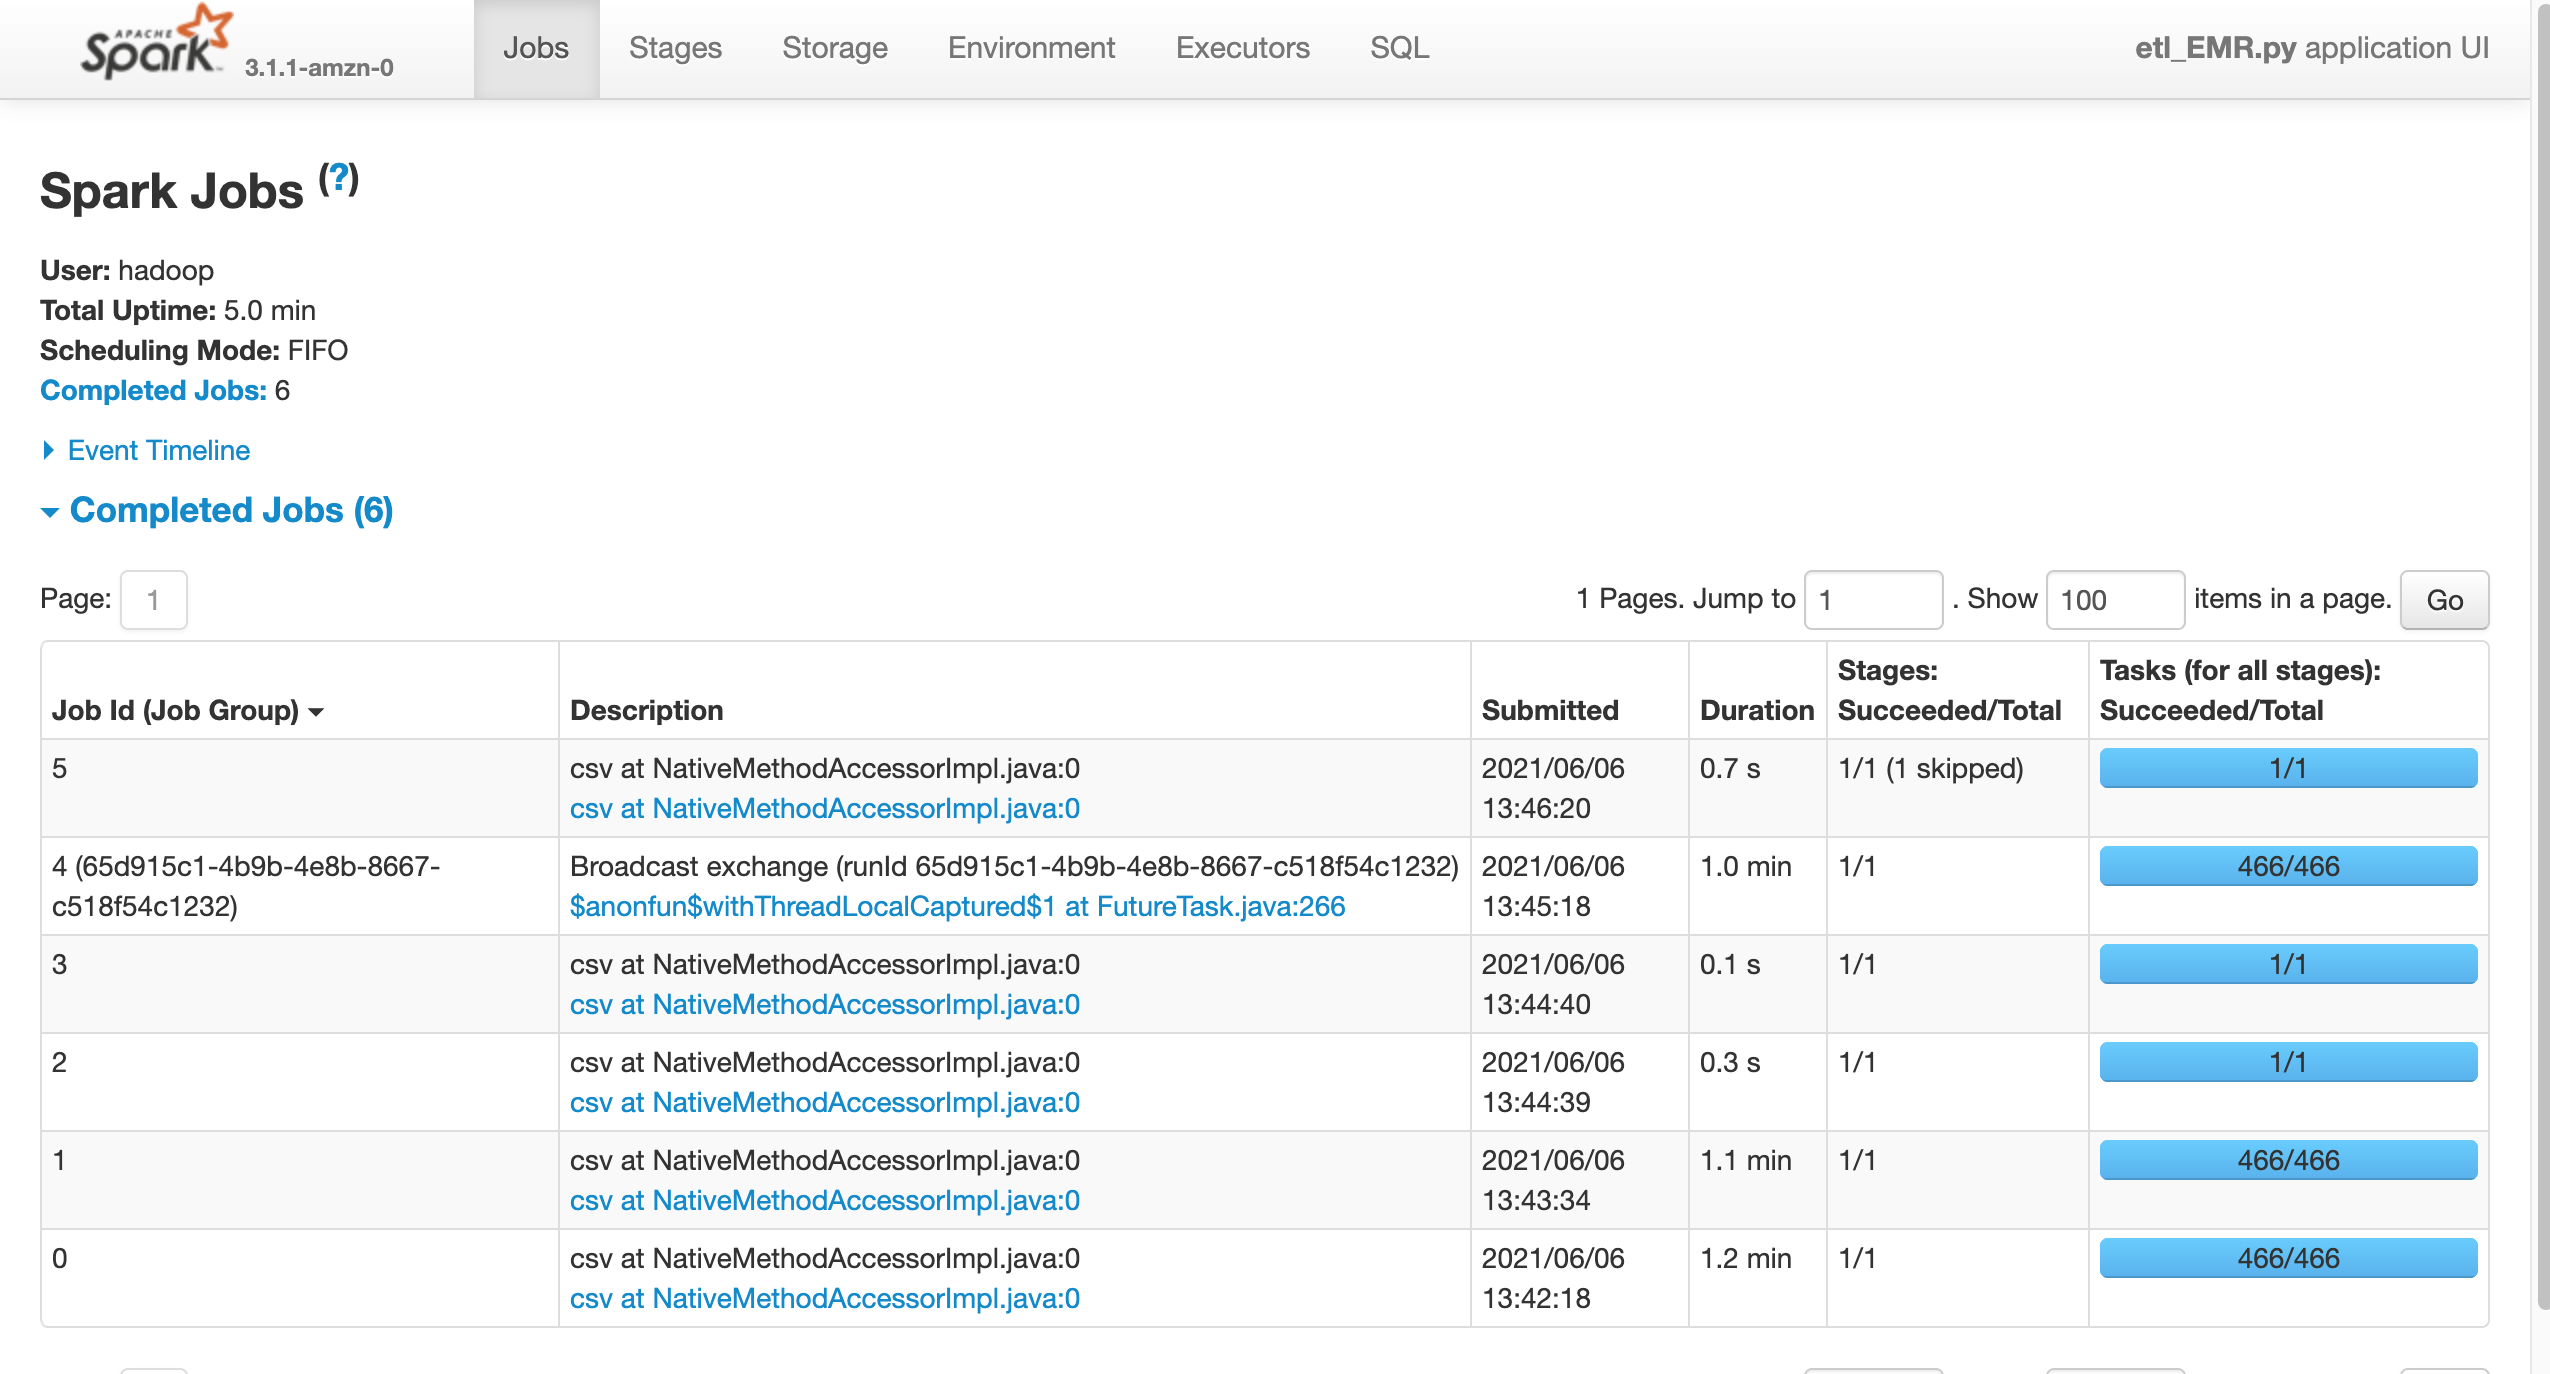 APACHE
Spark 3.1.1-amzn-0
Jobs Stages Storage Environment Executors SQL etl_EMR.py application UI
Spark Jobs (?)
User: hadoop
Total Uptime: 5.0 min
Scheduling Mode: FIFO
Completed Jobs: 6
Event Timeline
Completed Jobs (6)
Page: 1 1 Pages. Jump to 1 . Show 100 items in a page. Go
Job Id (Job Group) Description Submitted Duration Stages: Succeeded/Total Tasks (for all stages): Succeeded/Total
5 csv at NativeMethodAccessorImpl.java:0 2021/06/06 0.7 s 1/1 (1 skipped) 1/1
csv at NativeMethodAccessorImpl.java:0 13:46:20
4 (65d915c1-4b9b-4e8b-8667- Broadcast exchange (runId 65d915c1-4b9b-4e8b-8667-c518f54c1232) 2021/06/06 1.0 min 1/1 466/466
c518f54c1232) $anonfun$withThreadLocalCaptured$1 at FutureTask.java:266 13:45:18
3 csv at NativeMethodAccessorImpl.java:0 2021/06/06 0.1 s 1/1 1/1
csv at NativeMethodAccessorImpl.java:0 13:44:40
2 csv at NativeMethodAccessorImpl.java:0 2021/06/06 0.3 s 1/1 1/1
csv at NativeMethodAccessorImpl.java:0 13:44:39
1 csv at NativeMethodAccessorImpl.java:0 2021/06/06 1.1 min 1/1 466/466
csv at NativeMethodAccessorImpl.java:0 13:43:34
0 csv at NativeMethodAccessorImpl.java:0 2021/06/06 1.2 min 1/1 466/466
csv at NativeMethodAccessorImpl.java:0 13:42:18